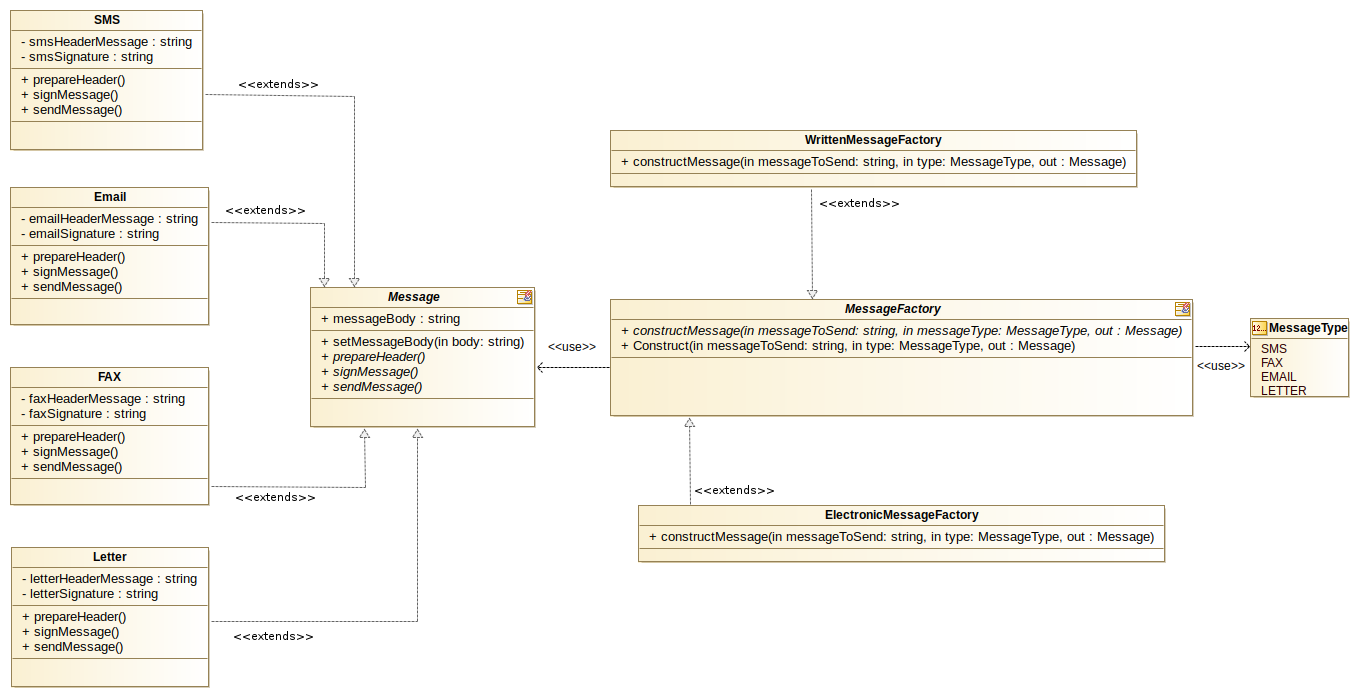 SMS
- smsHeaderMessage : string
- smsSignature : string
+ prepareHeader()
+ signMessage()
+ sendMessage()
<<extends>>
Email
- emailHeaderMessage : string
- emailSignature : string
+ prepareHeader()
+ signMessage()
+ sendMessage()
<<extends>>
FAX
- faxHeaderMessage : string
- faxSignature : string
+ prepareHeader()
+ signMessage()
+ sendMessage()
<<extends>>
Letter
- letterHeaderMessage : string
- letterSignature : string
+ prepareHeader()
+ signMessage()
+ sendMessage()
<<extends>>
Message
+ messageBody : string
+ setMessageBody(in body: string)
+ prepareHeader()
+ signMessage()
+ sendMessage()
<<use>>
WrittenMessageFactory
+ constructMessage(in messageToSend: string, in type: MessageType, out : Message)
<<extends>>
MessageFactory
+ constructMessage(in messageToSend: string, in messageType: MessageType, out : Message)
+ Construct(in messageToSend: string, in type: MessageType, out : Message)
<<extends>>
ElectronicMessageFactory
+ constructMessage(in messageToSend: string, in type: MessageType, out : Message)
<<use>>
12... MessageType
SMS
FAX
EMAIL
LETTER